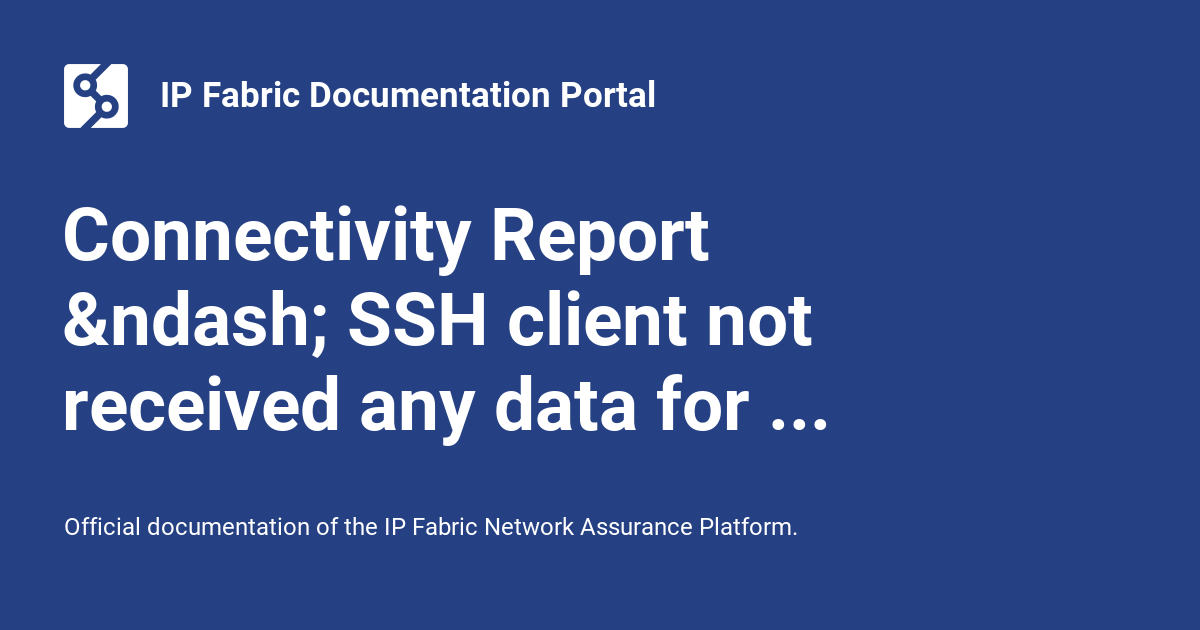 IP Fabric Documentation Portal
Connectivity Report
&ndash; SSH client not
received any data for ...
Official documentation of the IP Fabric Network Assurance Platform.